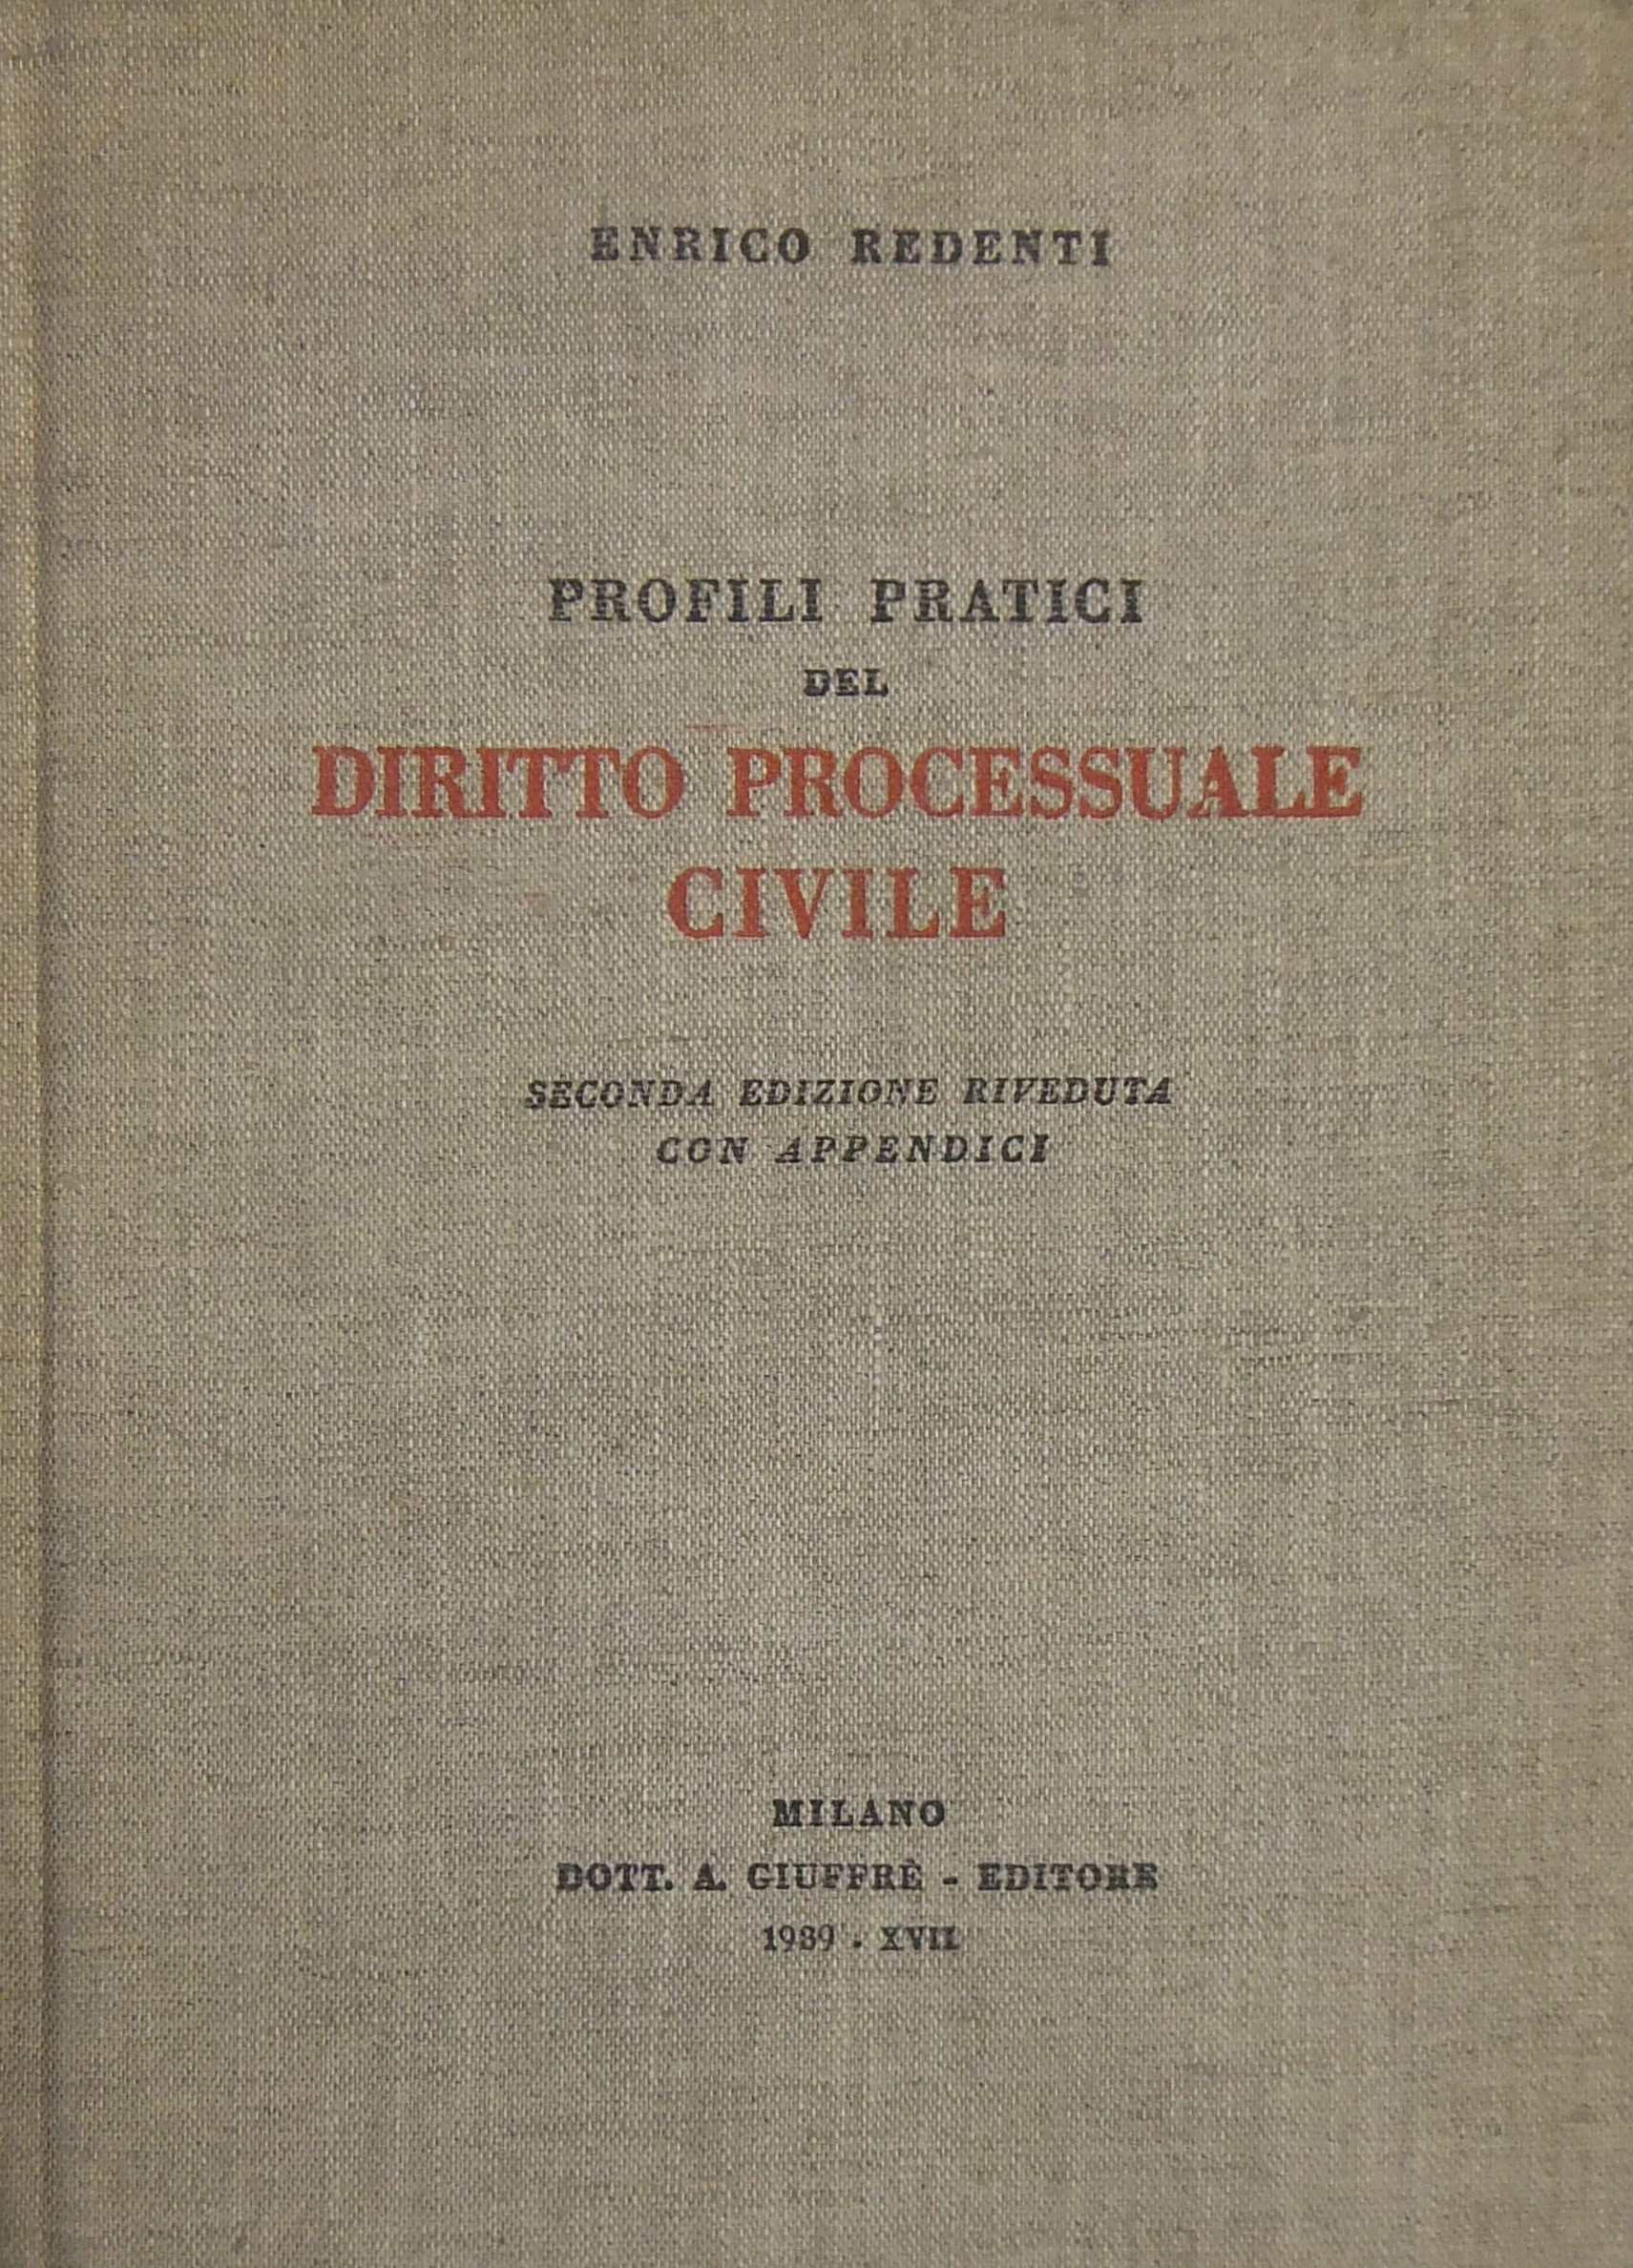 ENRICO REDENTI
PROFILI PRATICI
DEL
DIRITTO PROCESSUALE
CIVILE
SECONDA EDIZIONE RIVEDUTA
CON APPENDICI
MILANO
DOTT. A. GIUFFRÈ - EDITORE
1939 . XVII